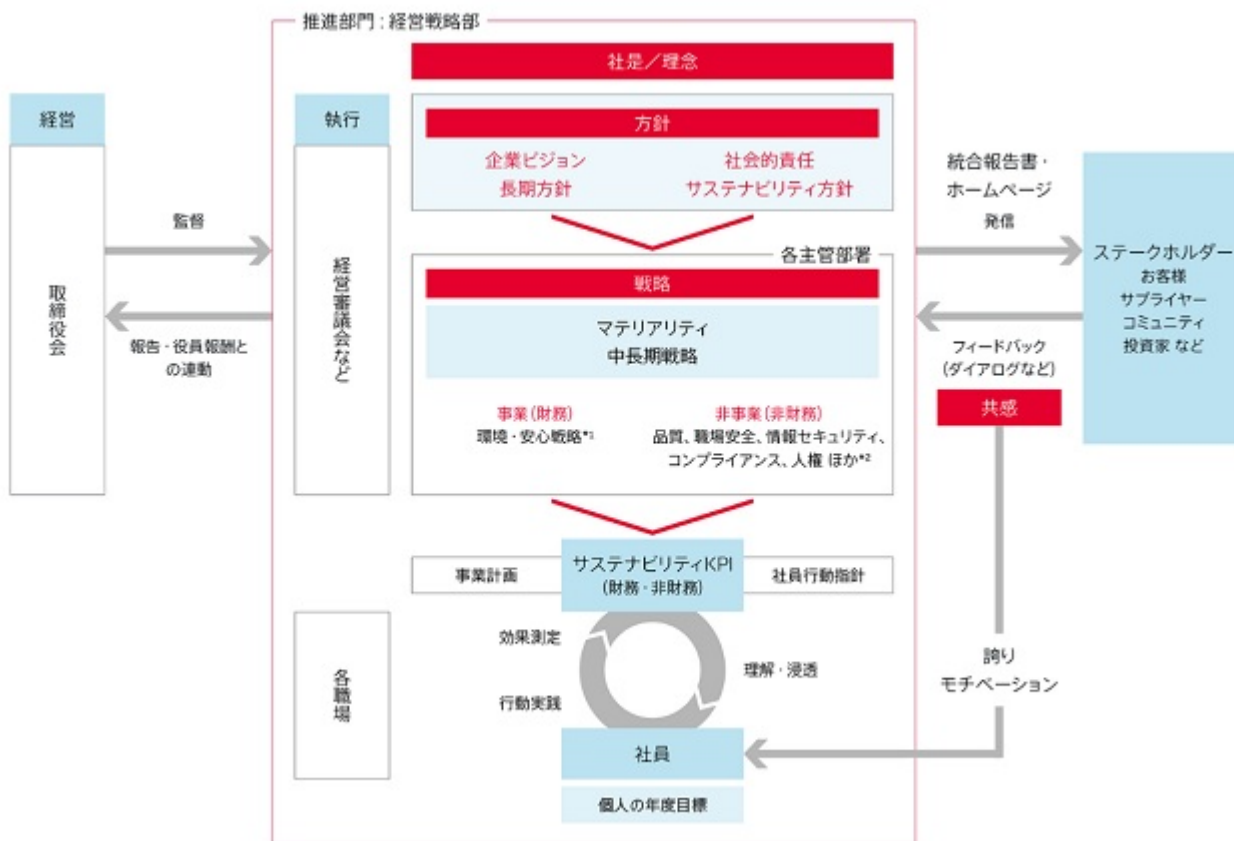 推進部門:経営戦略部
社是/理念
経営
取締役会
監督
報告・役員報酬と
の連動
執行
経営審議会など
方針
企業ビジョン
長期方針
社会的責任
サステナビリティ方針
各主管部署
戦略
マテリアリティ
中長期戦略
事業(財務)
環境・安心戦略*1
非事業(非財務)
品質、職場安全、情報セキュリティ、
コンプライアンス、人権 ほか*2
統合報告書・
ホームページ
発信
フィードバック
(ダイアログなど)
共感
ステークホルダー
お客様
サプライヤー
コミュニティ
投資家 など
事業計画
サステナビリティKPI
(財務・非財務)
社員行動指針
各職場
効果測定
行動実践
理解・浸透
社員
個人の年度目標
誇り
モチベーション